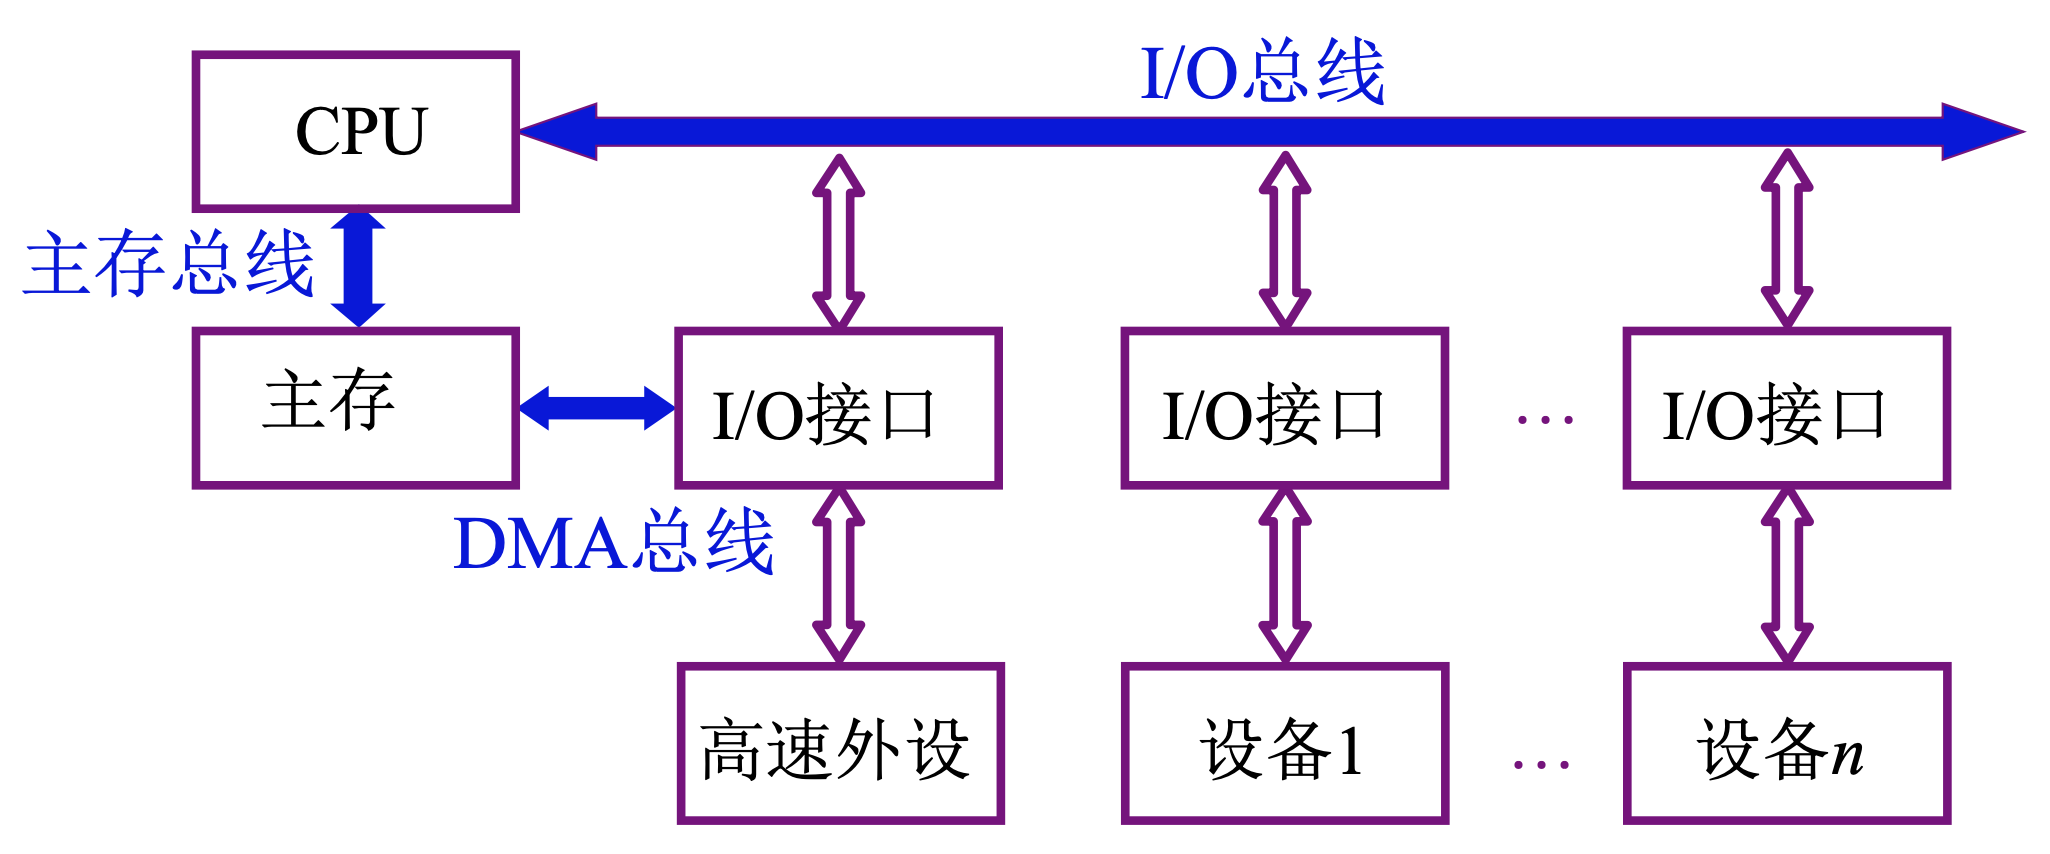 I/O总线
CPU
主存总线
主存
I/O接口
I/O接口
…
I/O接口
DMA总线
高速外设
设备1
…
设备n